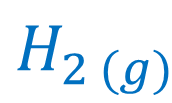 H₂ (g)